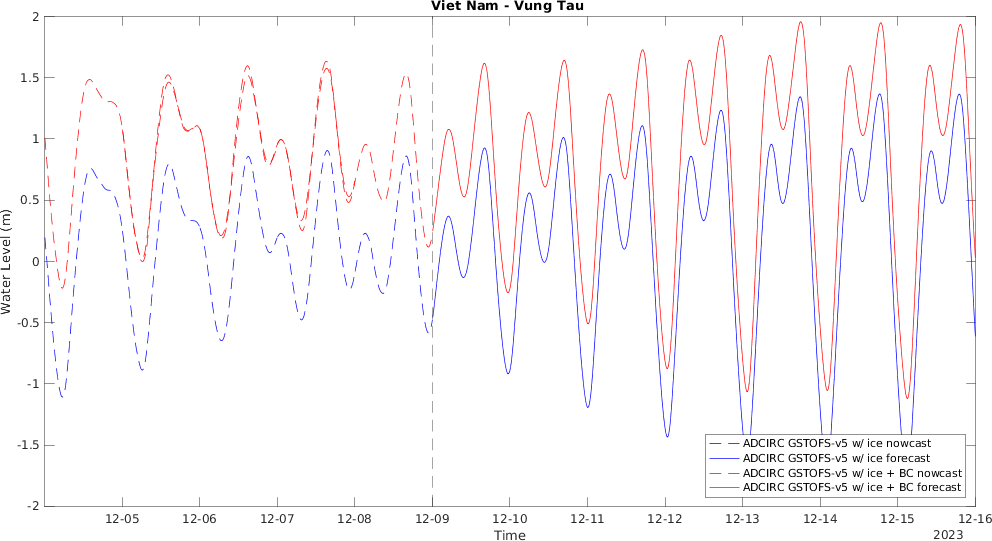 Viet Nam - Vung Tau
Water Level (m)
2
1.5
1
0.5
0
-0.5
-1
-1.5
-2
ADCIRC GSTOFS-v5 w/ ice nowcast
ADCIRC GSTOFS-v5 w/ ice forecast
ADCIRC GSTOFS-v5 w/ ice + BC nowcast
ADCIRC GSTOFS-v5 w/ ice + BC forecast
12-05 12-06 12-07 12-08 12-09 12-10 12-11 12-12 12-13 12-14 12-15 12-16
Time
2023